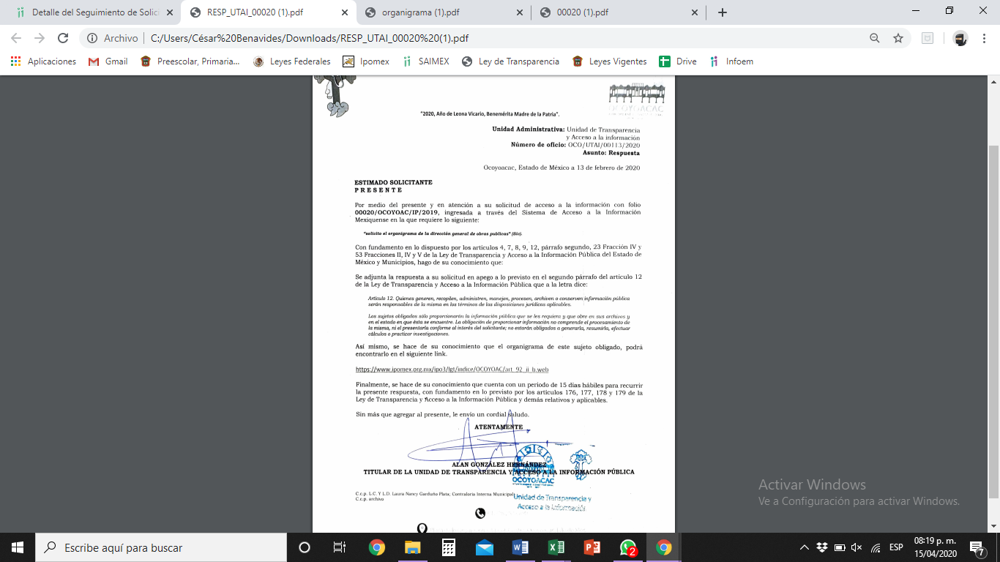 Detalle del Seguimiento de Solici
RESP_UTAI_00020 (1).pdf
organigrama (1).pdf
00020 (1).pdf
Archivo
C:/Users/César%20Benavides/Downloads/RESP_UTAI_00020%20(1).pdf
Aplicaciones
Gmail
Preescolar, Primaria...
Leyes Federales
Ipomex
SAIMEX
Ley de Transparencia
Leyes Vigentes
Drive
Infoem
OCOYOACAC
"2020, Año de Leona Vicario, Benemérita Madre de la Patria".
Unidad Administrativa: Unidad de Transparencia
y Acceso a la información
Número de oficio: OCO/UTAI/00113/2020
Asunto: Respuesta
Ocoyoacac, Estado de México a 13 de febrero de 2020
ESTIMADO SOLICITANTE
P R E S E N T E
Por medio del presente y en atención a su solicitud de acceso a la información con folio
00020/OCOYOAC/IP/2019, ingresada a través del Sistema de Acceso a la Información
Mexiquense en la que requiere lo siguiente:
"solicito el organigrama de la dirección general de obras publicas" (Sic).
Con fundamento en lo dispuesto por los artículos 4, 7, 8, 9, 12, párrafo segundo, 23 Fracción IV y
53 Fracciones II, IV y V de la Ley de Transparencia y Acceso a la Información Pública del Estado de
México y Municipios, hago de su conocimiento que:
Se adjunta la respuesta a su solicitud en apego a lo previsto en el segundo párrafo del artículo 12
de la Ley de Transparencia y Acceso a la Información Pública que a la letra dice:
Artículo 12. Quienes generen, recopilen, administren, manejen, procesen, archiven o conserven información pública
serán responsables de la misma en los términos de las disposiciones jurídicas aplicables.
Los sujetos obligados sólo proporcionarán la información pública que se les requiera y que obre en sus archivos y
en el estado en que ésta se encuentre. La obligación de proporcionar información no comprende el procesamiento de
la misma, ni el presentarla conforme al interés del solicitante; no estarán obligados a generarla, resumirla, efectuar
cálculos o practicar investigaciones.
Así mismo, se hace de su conocimiento que el organigrama de este sujeto obligado, podrá
encontrarlo en el siguiente link.
https://www.ipomex.org.mx/ipo3/lgt/indice/OCOYOAC/art_92_ii_b.web
Finalmente, se hace de su conocimiento que cuenta con un periodo de 15 días hábiles para recurrir
la presente respuesta, con fundamento en lo previsto por los artículos 176, 177, 178 y 179 de la
Ley de Transparencia y Acceso a la Información Pública y demás relativos y aplicables.
Sin más que agregar al presente, le envío un cordial saludo.
ATENTAMENTE
ALAN GONZÁLEZ HERNÁNDEZ
TITULAR DE LA UNIDAD DE TRANSPARENCIA Y ACCESO A LA INFORMACIÓN PÚBLICA
OCOYOACAC
C.c.p. L.C. Y L.D. Laura Nancy Garduño Plata; Contraloría Interna Municipal
C.c.p. archivo
Unidad de Transparencia y
Acceso a la Información
Activar Windows
Ve a Configuración para activar Windows.
Escribe aquí para buscar
2
ESP
08:19 p. m.
15/04/2020
7